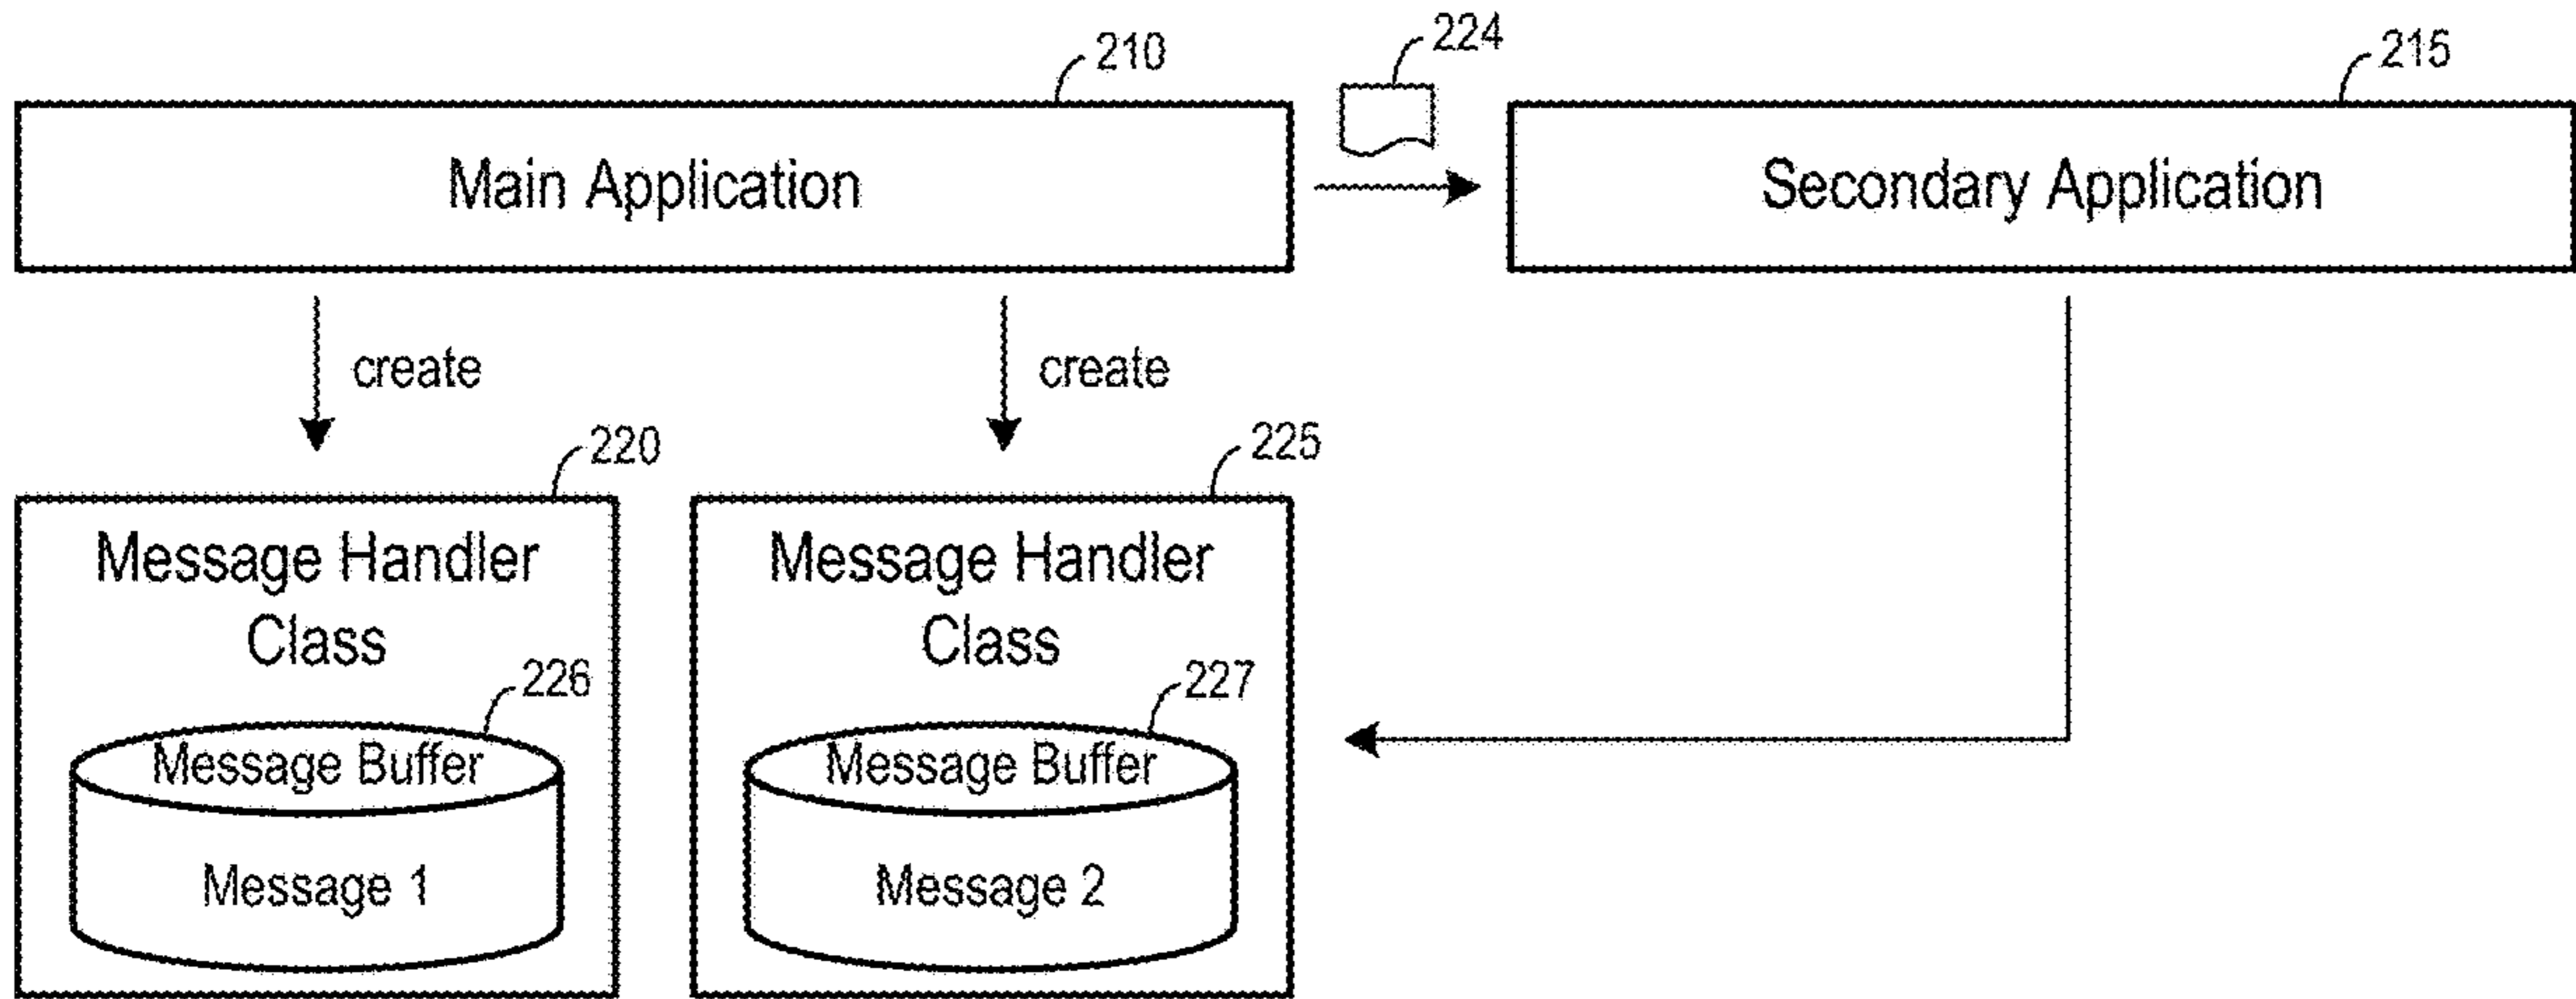 210
224
215
Main Application
Secondary Application
create
create
220
225
Message Handler
Class
Message Handler
Class
226
227
Message Buffer
Message Buffer
Message 1
Message 2